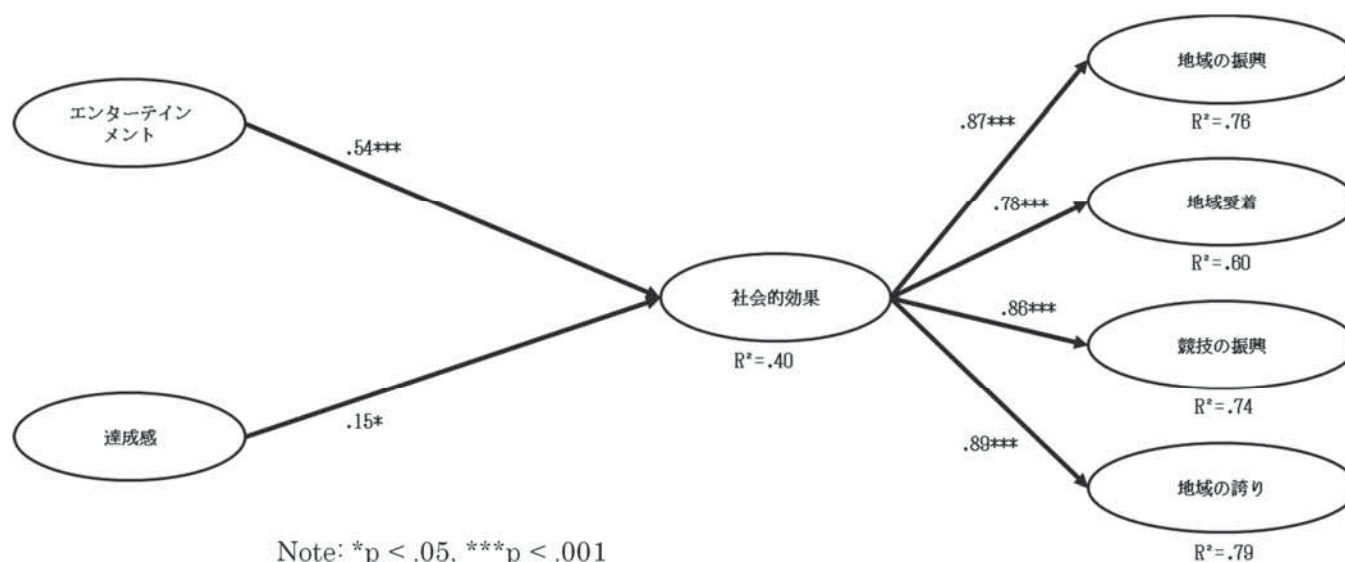 エンターテイン
メント
.54***
達成感
.15*
社会的効果
R²=.40
.87***
地域の振興
R²=.76
.78***
地域愛着
R²=.60
.86***
競技の振興
R²=.74
.89***
地域の誇り
R²=.79
Note: *p < .05, ***p < .001